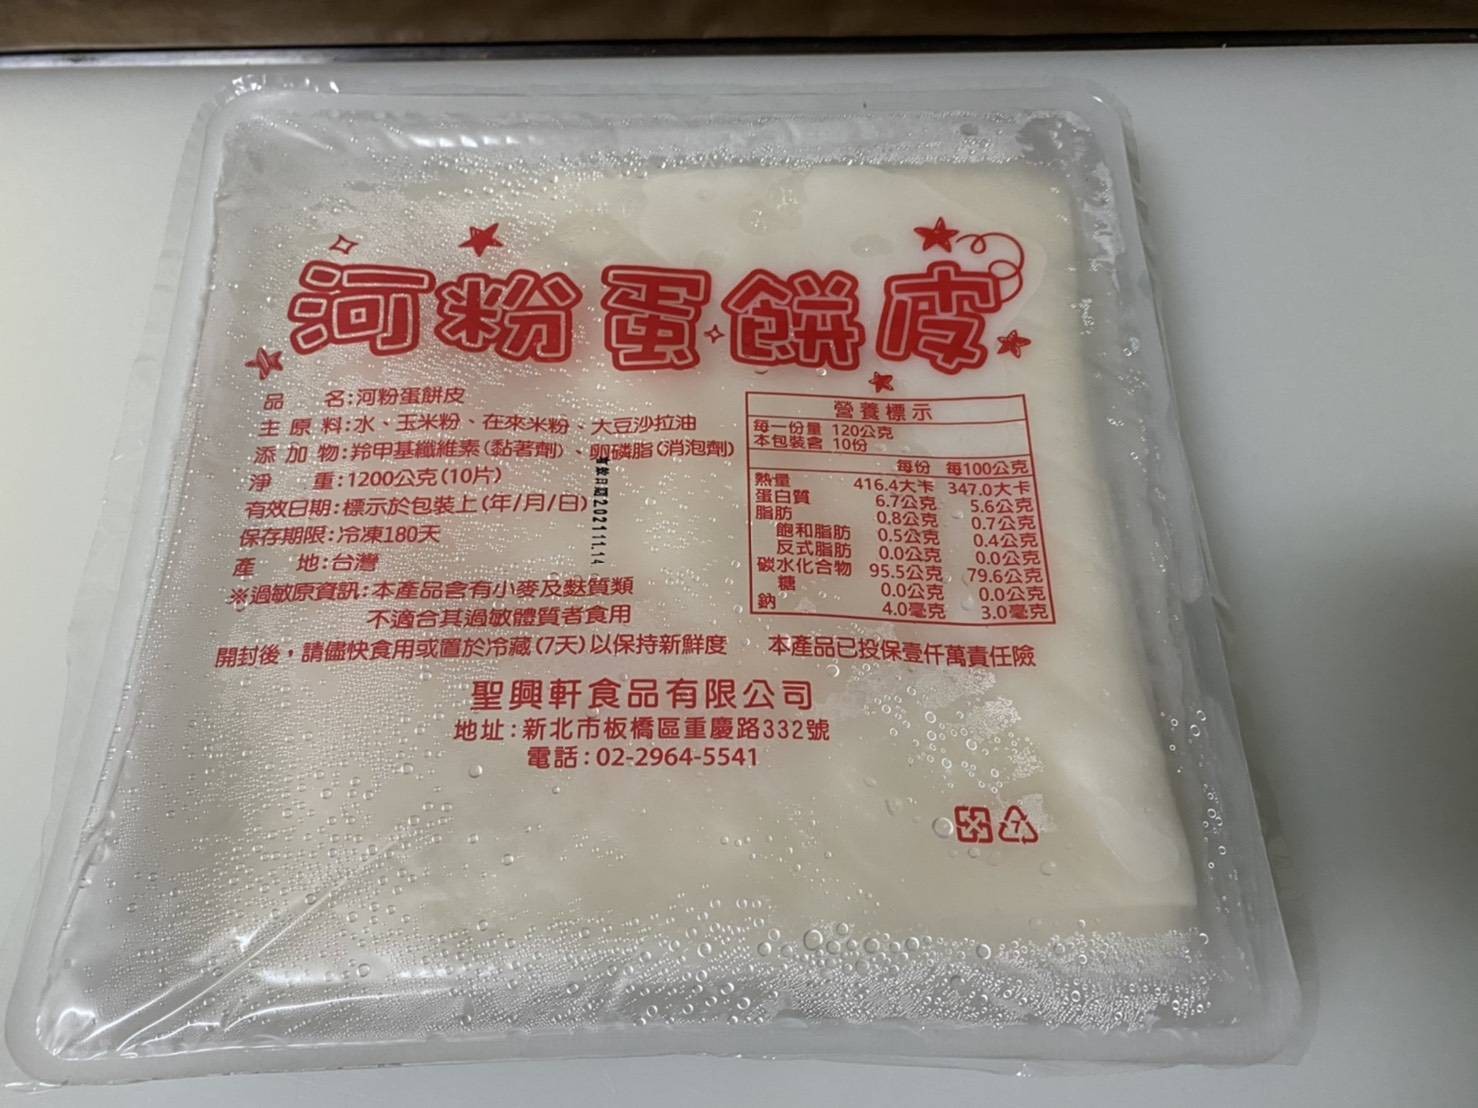 河粉蛋餅皮
品名:河粉蛋餅皮
主原料:水、玉米粉、在來米粉、大豆沙拉油
添加物:羚甲基纖維素(黏著劑)、卵磷脂(消泡劑)
淨重:1200公克(10片)
有效日期:標示於包裝上(年/月/日)
有效日期2021 11.14
保存期限:冷凍180天
產地:台灣
※過敏原資訊:本產品含有小麥及麩質類
不適合其過敏體質者食用
開封後,請儘快食用或置於冷藏(7天)以保持新鮮度
營養標示
每一份量 120公克
本包裝含 10份
每份 每100公克
熱量 416.4大卡 347.0大卡
蛋白質 6.7公克 5.6公克
脂肪 0.8公克 0.7公克
飽和脂肪 0.5公克 0.4公克
反式脂肪 0.0公克 0.0公克
碳水化合物 95.5公克 79.6公克
糖 0.0公克 0.0公克
鈉 4.0毫克 3.0毫克
本產品已投保壹仟萬責任險
聖興軒食品有限公司
地址:新北市板橋區重慶路332號
電話:02-2964-5541
7